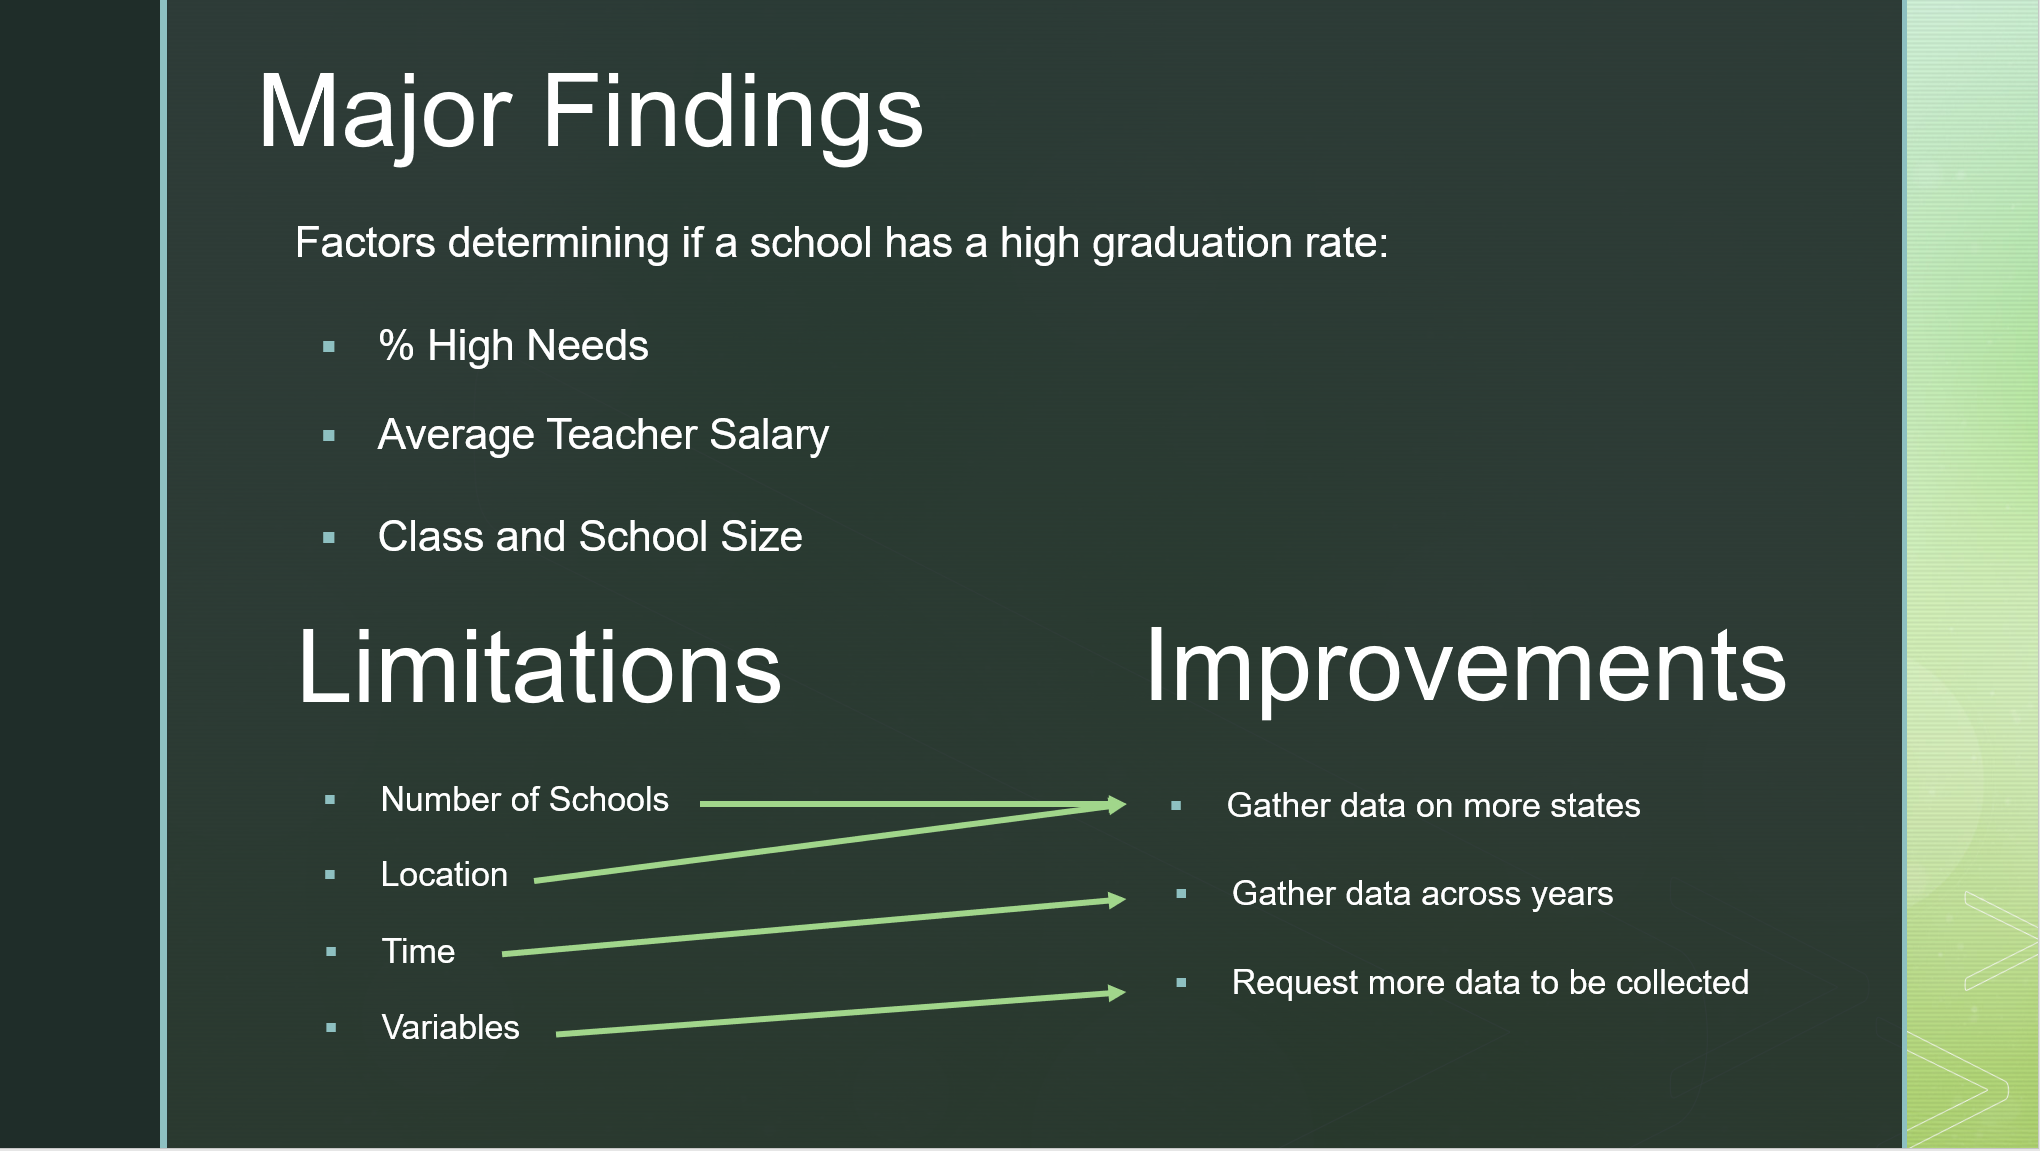 Major Findings
Factors determining if a school has a high graduation rate:
% High Needs
Average Teacher Salary
Class and School Size
Limitations
Number of Schools
Location
Time
Variables
Improvements
Gather data on more states
Gather data across years
Request more data to be collected